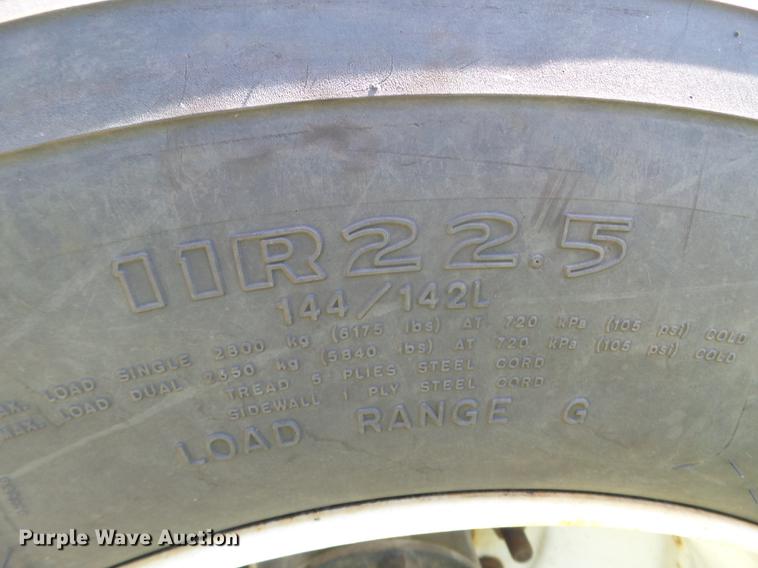 11R22.5
144/142L
MAX. LOAD SINGLE 2800 kg (6175 lbs) AT 720 kPa (105 psi) COLD
MAX. LOAD DUAL 2650 kg (5840 lbs) AT 720 kPa (105 psi) COLD
TREAD 5 PLIES STEEL CORD
SIDEWALL 1 PLY STEEL CORD
LOAD RANGE G
Purple Wave Auction